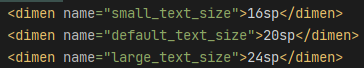 <dimen name="small_text_size">16sp</dimen>
<dimen name="default_text_size">20sp</dimen>
<dimen name="large_text_size">24sp</dimen>